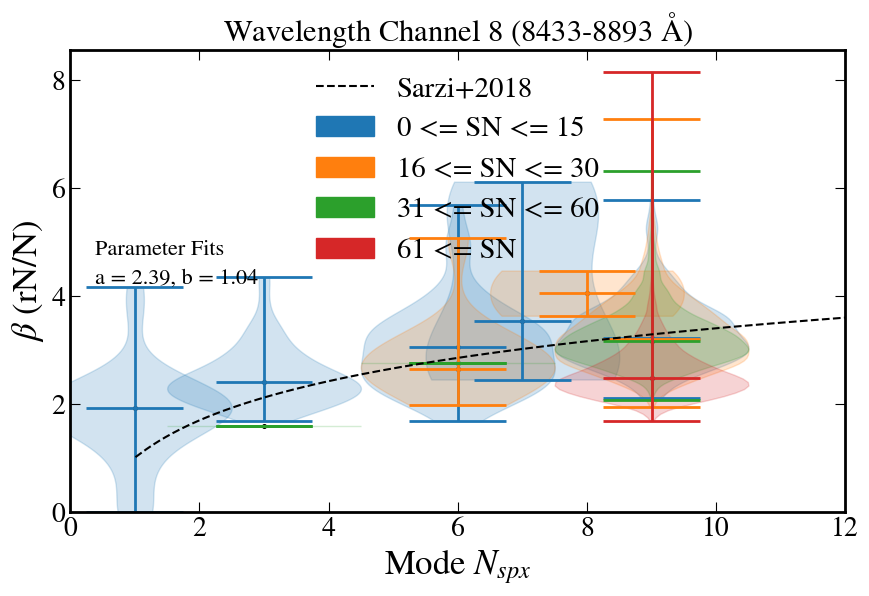 Wavelength Channel 8 (8433-8893 Å)
β (rN/N)
8
6
4
2
0
Sarzi+2018
0 <= SN <= 15
16 <= SN <= 30
31 <= SN <= 60
61 <= SN
Parameter Fits
a = 2.39, b = 1.04
0 2 4 6 8 10 12
Mode N_{spx}